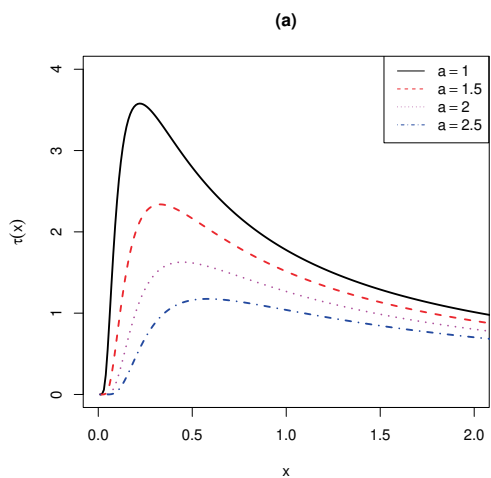 (a)
a = 1
a = 1.5
a = 2
a = 2.5
τ(x)
4
3
2
1
0
0.0 0.5 1.0 1.5 2.0
x